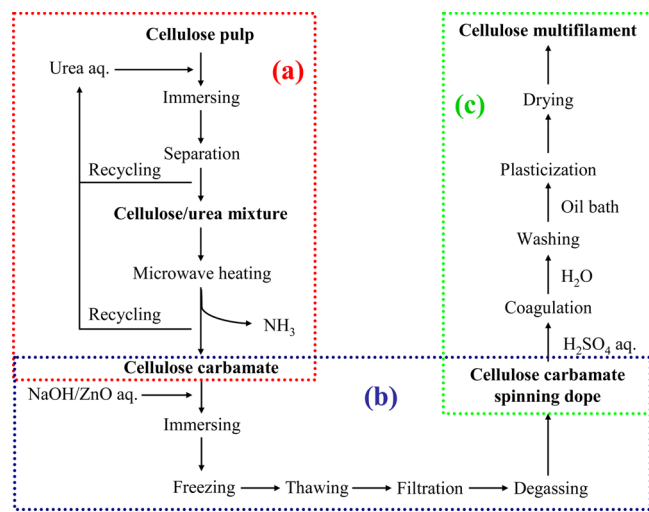 Cellulose pulp
Urea aq.
(a)
Immersing
Separation
Recycling
Cellulose/urea mixture
Microwave heating
Recycling
NH₃
Cellulose carbamate
NaOH/ZnO aq.
(b)
Immersing
Freezing
Thawing
Filtration
Degassing
Cellulose multifilament
Drying
(c)
Plasticization
Oil bath
Washing
H₂O
Coagulation
H₂SO₄ aq.
Cellulose carbamate
spinning dope